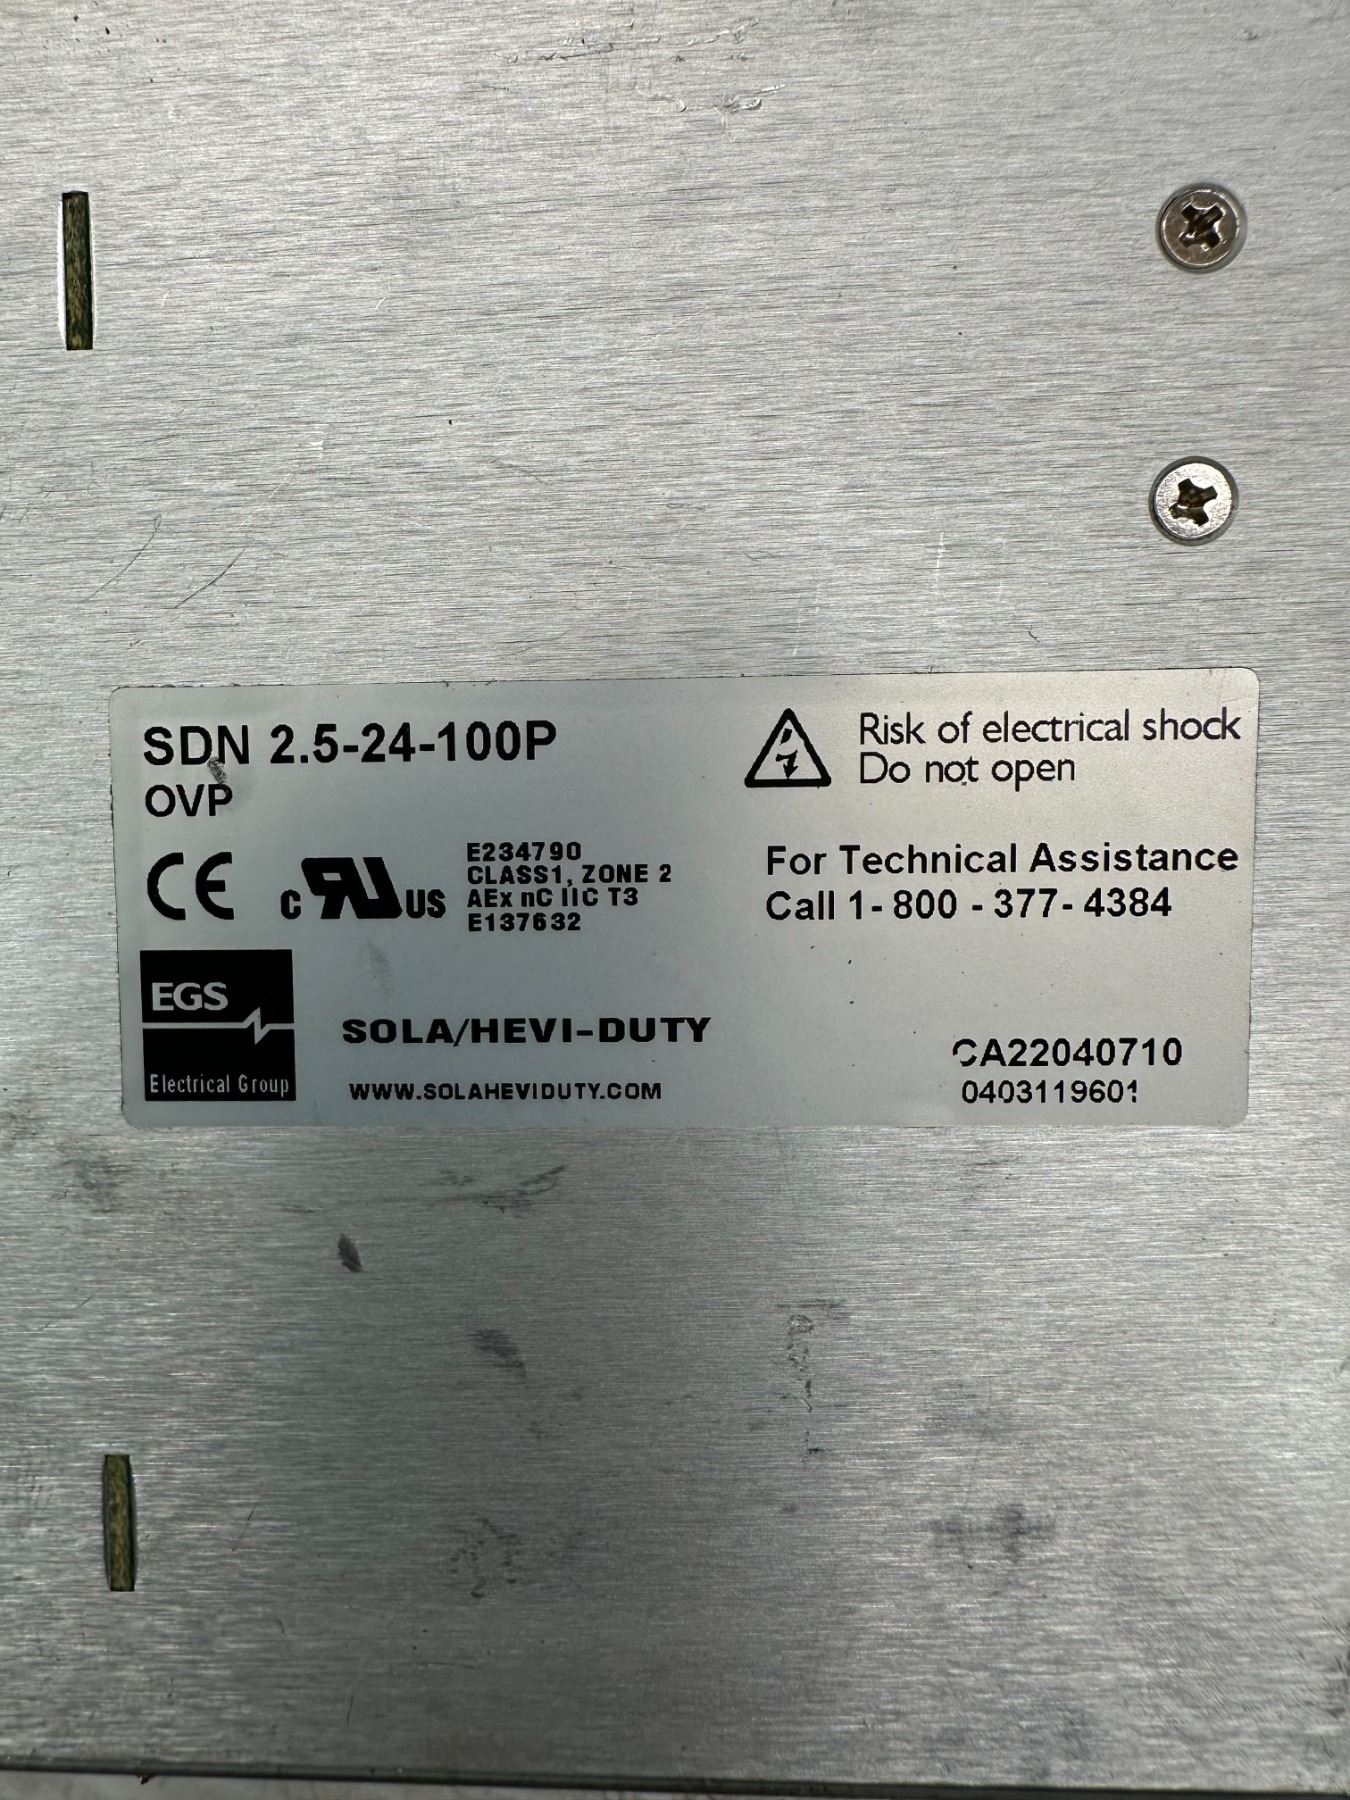 SDN 2.5-24-100P
OVP
Risk of electrical shock
Do not open
CE
C RU US
E234790
CLASS1, ZONE 2
AEx nC IIC T3
E137632
For Technical Assistance
Call 1- 800 - 377- 4384
EGS
Electrical Group
SOLA/HEVI-DUTY
WWW.SOLAHEVIDUTY.COM
CA22040710
0403119601